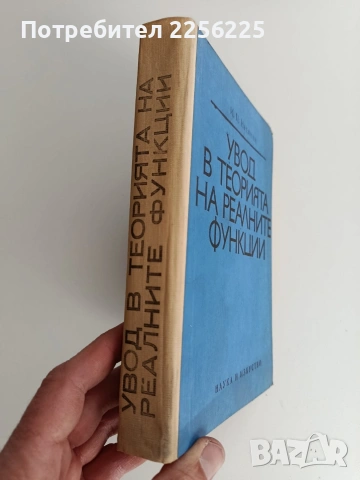 Потребител 2256225
УВОД В ТЕОРИЯТА НА
РЕАЛНИТЕ ФУНКЦИИ
УВОД
В ТЕОРИЯТА
НА РЕАЛНИТЕ
ФУНКЦИИ
НАУКА И ИЗКУСТВО
BAZAR